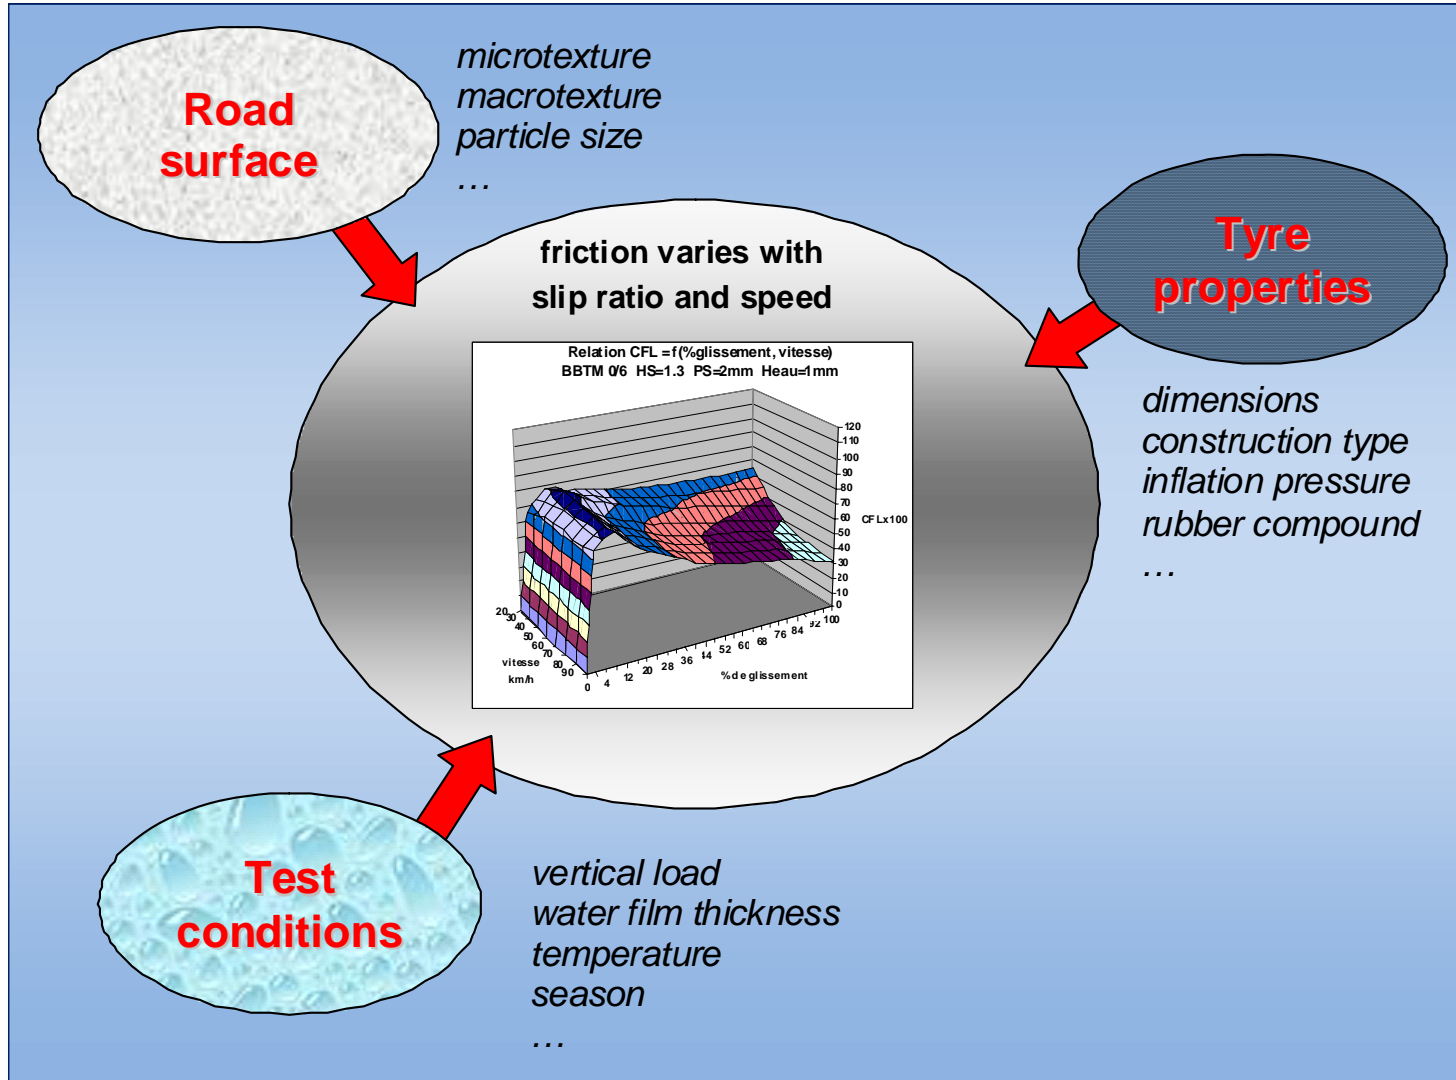 Road
surface
microtexture
macrotexture
particle size
…
Tyre
properties
dimensions
construction type
inflation pressure
rubber compound
…
friction varies with
slip ratio and speed
Relation CFL =f(%glissement, vitesse)
BBTM 0/6 HS=1.3 PS=2mm Heau=1mm
120
110
100
90
80
70
60
50
40
30
20
10
0
CFLx100
20
30
40
50
60
70
80
90
vitesse
km/h
0 4 12 20 28 36 44 52 60 68 76 84 92 100
%de glissement
Test
conditions
vertical load
water film thickness
temperature
season
…